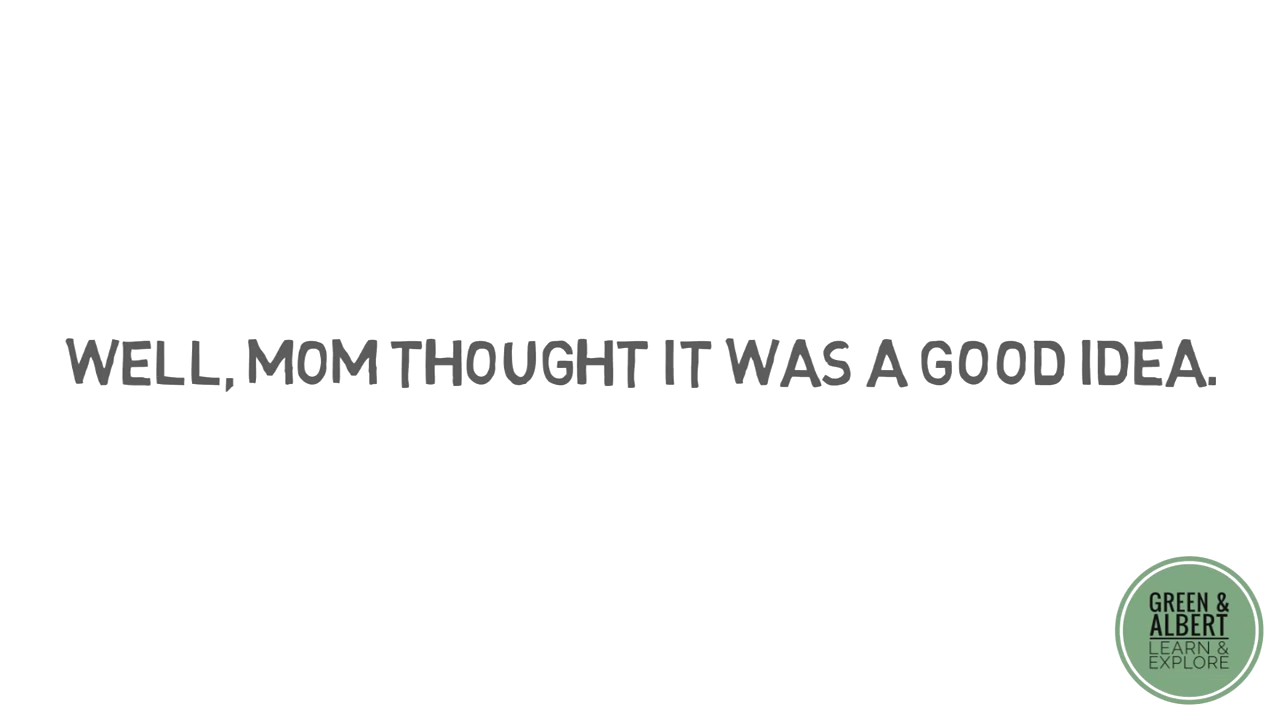 WELL, MOM THOUGHT IT WAS A GOOD IDEA.
GREEN &
ALBERT
LEARN &
EXPLORE